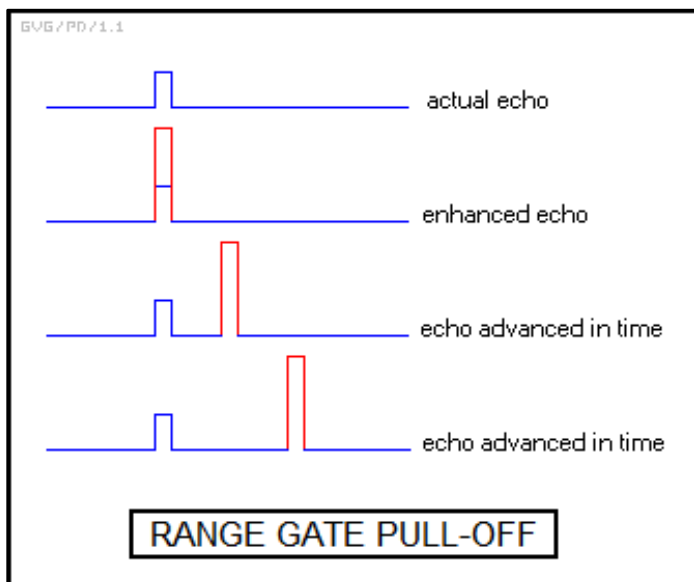 GVG/PD/1.1
actual echo
enhanced echo
echo advanced in time
echo advanced in time
RANGE GATE PULL-OFF